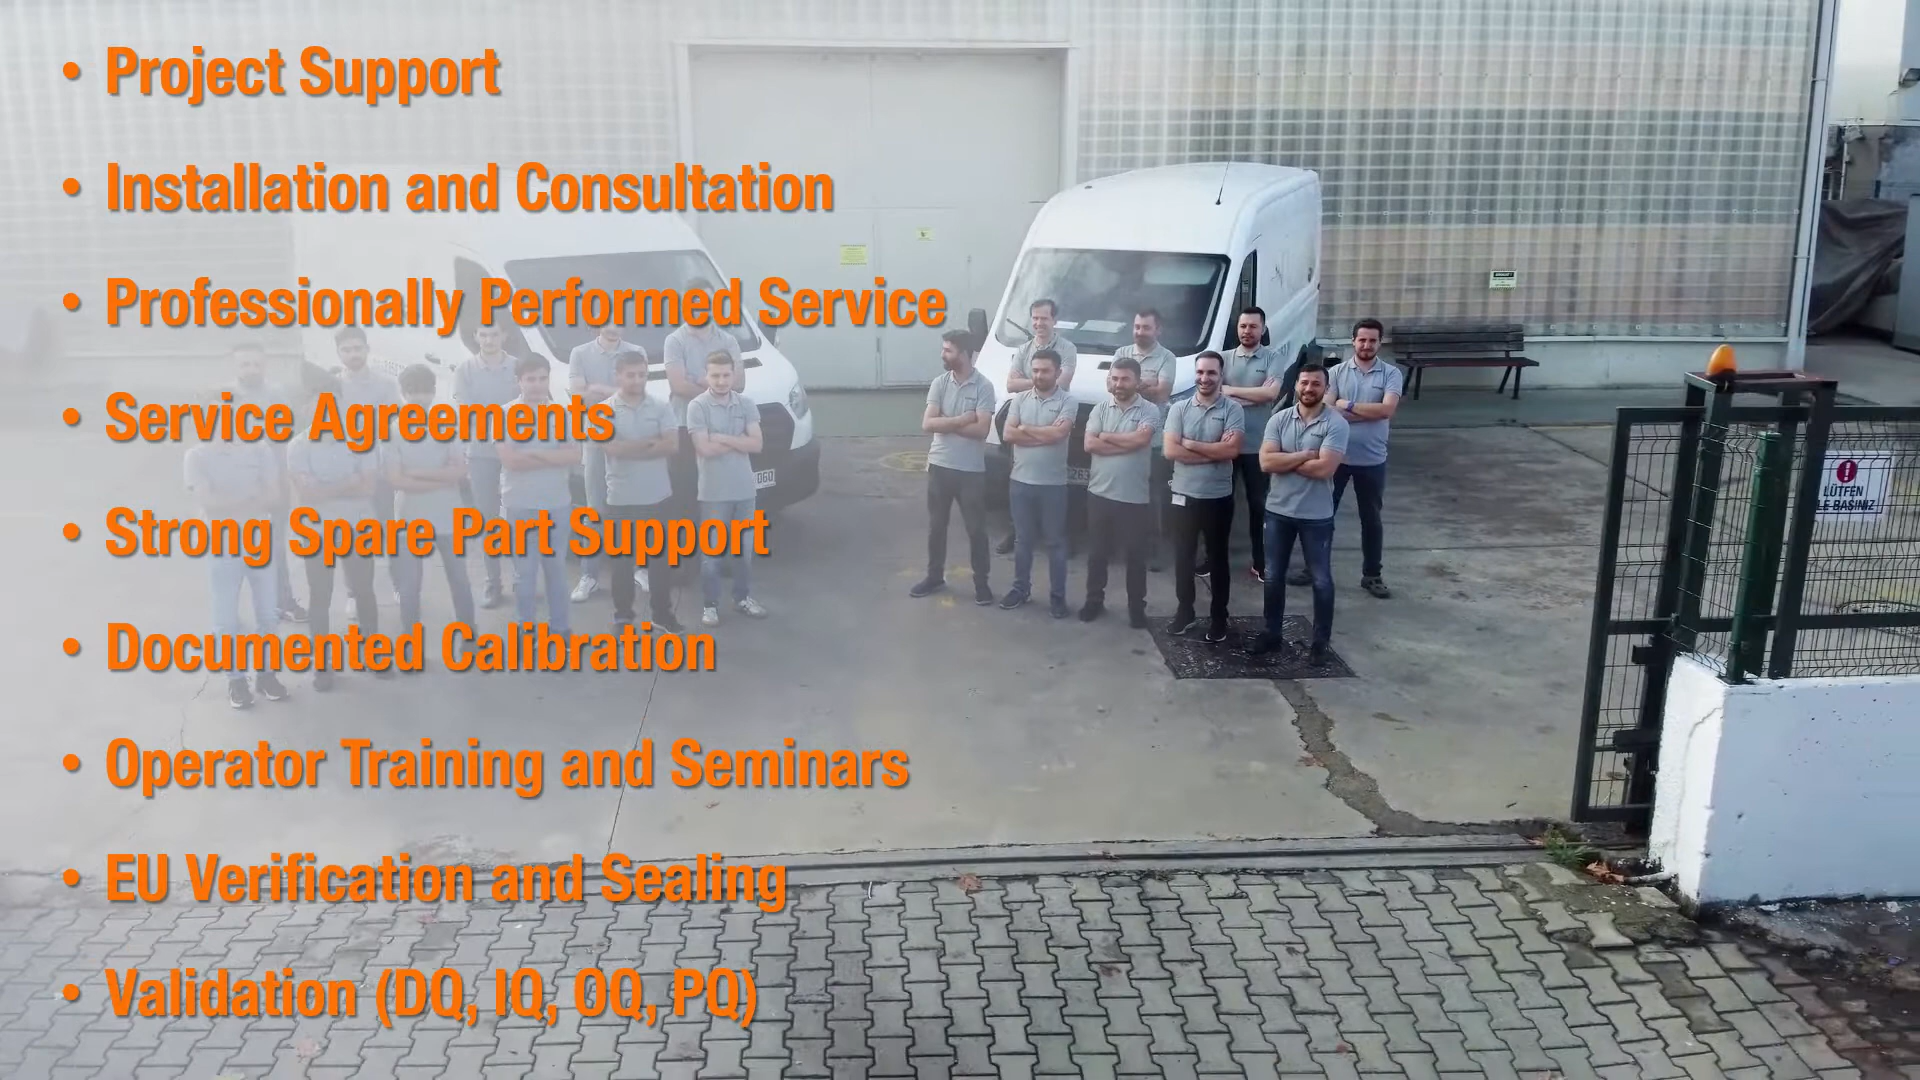 • Project Support
• Installation and Consultation
• Professionally Performed Service
• Service Agreements
• Strong Spare Part Support
• Documented Calibration
• Operator Training and Seminars
• EU Verification and Sealing
• Validation (DQ, IQ, OQ, PQ)
LÜTFEN
BASINIZ